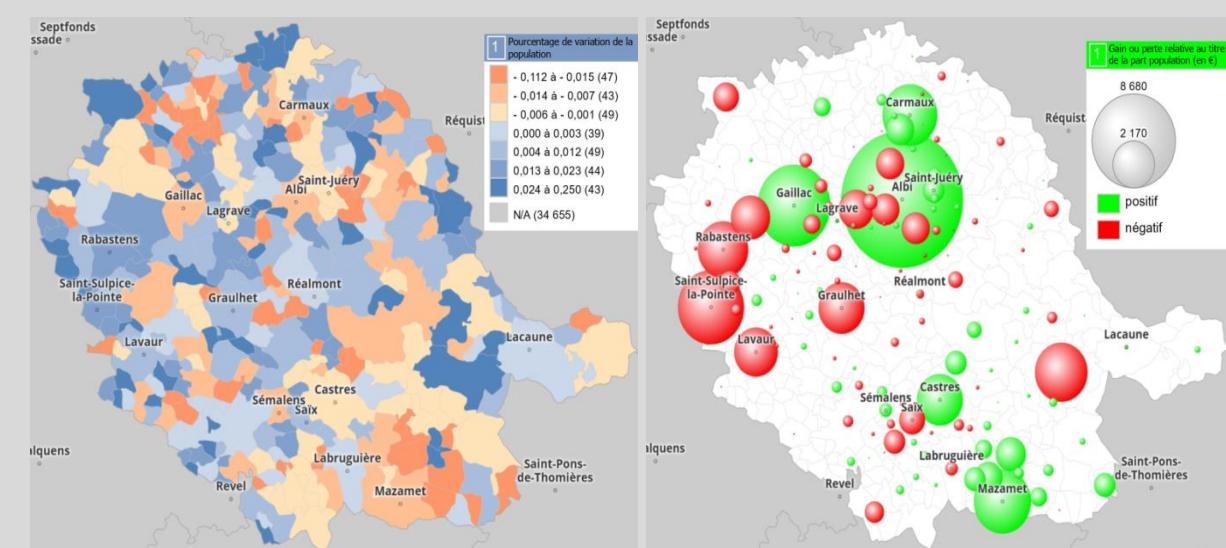 Septfonds
ssade
Carmaux
Réquist
Saint-Juéry
Albi
Gaillac
Lagrave
Rabastens
Saint-Sulpice-
la-Pointe
Réalmont
Graulhet
Lavaur
Lacaune
Castres
Sémalens
Saïx
alquens
Labruguière
Saint-Pons-
de-Thomières
Revel
Mazamet
1 Pourcentage de variation de la
population
- 0,112 à - 0,015 (47)
- 0,014 à - 0,007 (43)
- 0,006 à - 0,001 (49)
0,000 à 0,003 (39)
0,004 à 0,012 (49)
0,013 à 0,023 (44)
0,024 à 0,250 (43)
N/A (34 655)
Septfonds
ssade
Carmaux
Réquist
Saint-Juéry
Albi
Gaillac
Lagrave
Rabastens
Saint-Sulpice-
la-Pointe
Réalmont
Graulhet
Lavaur
Lacaune
Castres
Sémalens
Saïx
alquens
Labruguière
Saint-Pons-
de-Thomières
Revel
Mazamet
1 Gain ou perte relative au titre
de la part population (en €)
8 680
2 170
positif
négatif